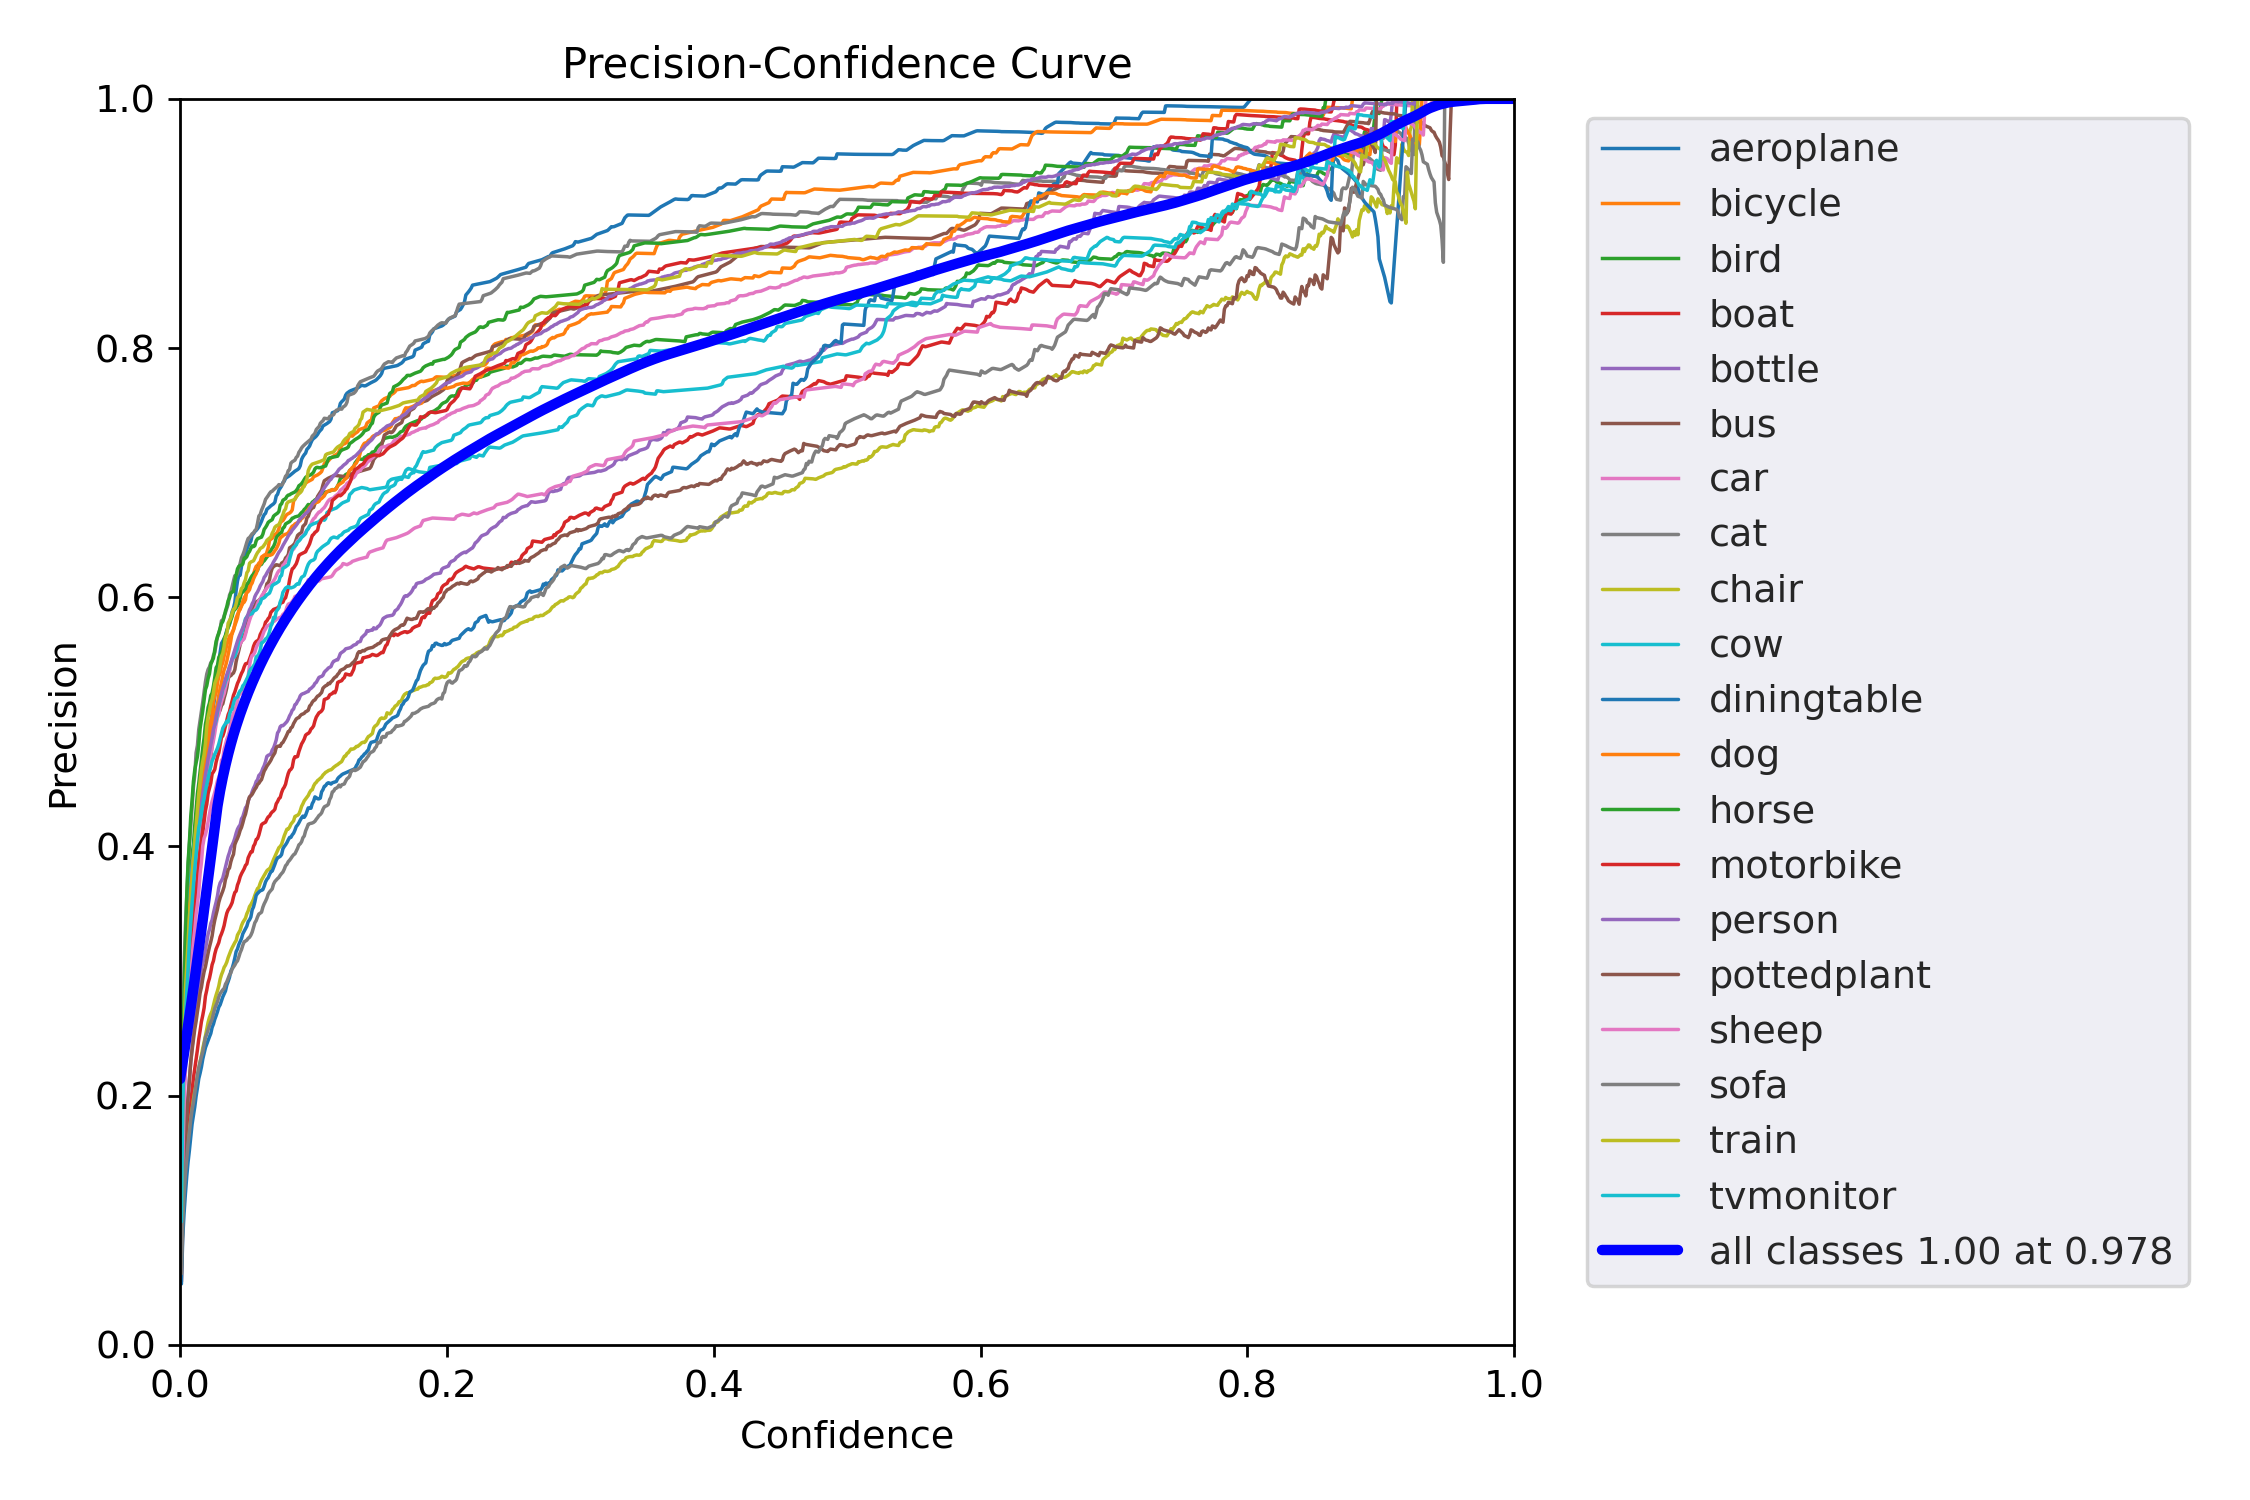 Precision-Confidence Curve
1.0
0.8
0.6
0.4
0.2
0.0
Precision
0.0 0.2 0.4 0.6 0.8 1.0
Confidence
aeroplane
bicycle
bird
boat
bottle
bus
car
cat
chair
cow
diningtable
dog
horse
motorbike
person
pottedplant
sheep
sofa
train
tvmonitor
all classes 1.00 at 0.978